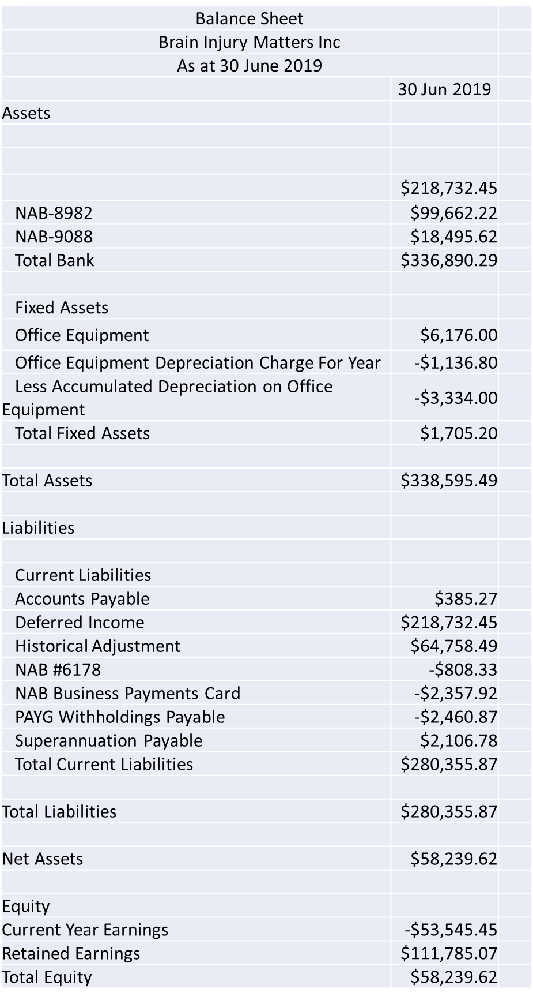 Balance Sheet
Brain Injury Matters Inc
As at 30 June 2019
30 Jun 2019
Assets
$218,732.45
NAB-8982 $99,662.22
NAB-9088 $18,495.62
Total Bank $336,890.29
Fixed Assets
Office Equipment $6,176.00
Office Equipment Depreciation Charge For Year -$1,136.80
Less Accumulated Depreciation on Office
Equipment -$3,334.00
Total Fixed Assets $1,705.20
Total Assets $338,595.49
Liabilities
Current Liabilities
Accounts Payable $385.27
Deferred Income $218,732.45
Historical Adjustment $64,758.49
NAB #6178 -$808.33
NAB Business Payments Card -$2,357.92
PAYG Withholdings Payable -$2,460.87
Superannuation Payable $2,106.78
Total Current Liabilities $280,355.87
Total Liabilities $280,355.87
Net Assets $58,239.62
Equity
Current Year Earnings -$53,545.45
Retained Earnings $111,785.07
Total Equity $58,239.62